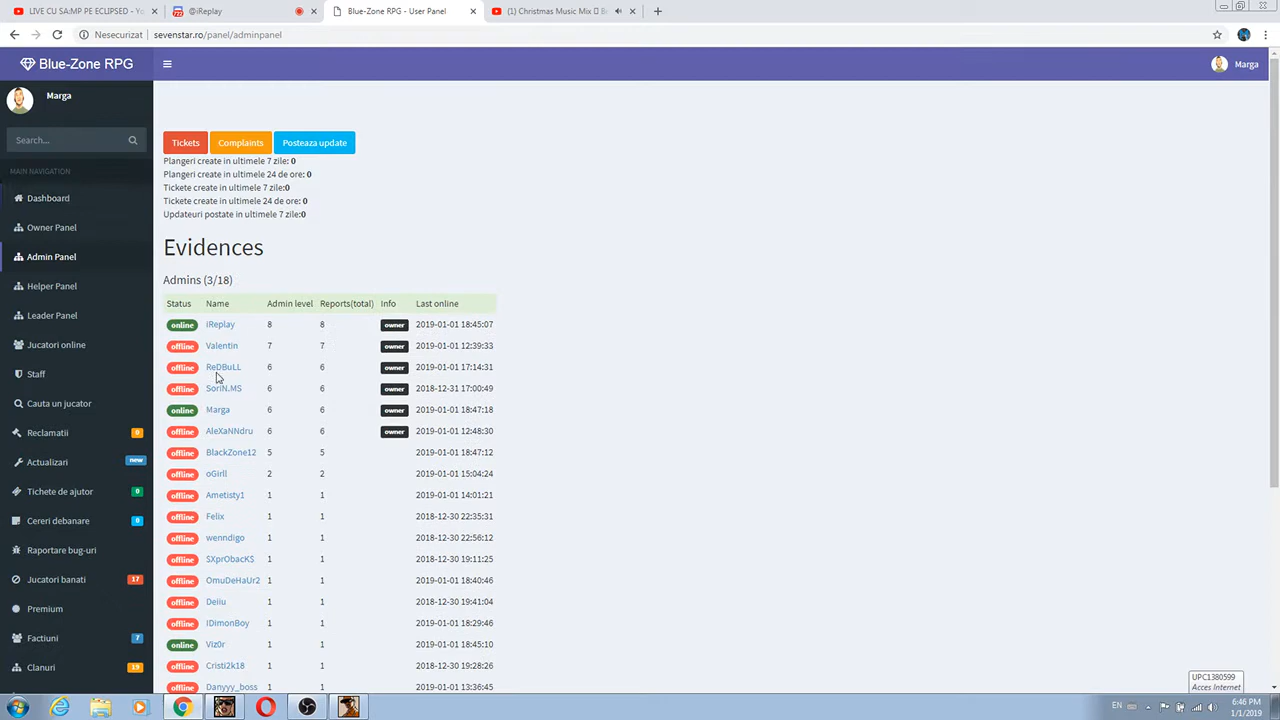 LIVE CU SA:MP PE ECLIPSED - Yo
@iReplay
Blue-Zone RPG - User Panel
(1) Christmas Music Mix
Nesecurizat
sevenstar.ro/panel/adminpanel
Blue-Zone RPG
Marga
Marga
Search...
MAIN NAVIGATION
Dashboard
Owner Panel
Admin Panel
Helper Panel
Leader Panel
Jucatori online
Staff
Cauta un jucator
Reclamatii 0
Actualizari new
Tichete de ajutor 0
Cereri debanare 0
Raportare bug-uri
Jucatori banati 17
Premium
Factiuni 7
Clanuri 19
Tickets Complaints Posteaza update
Plangeri create in ultimele 7 zile: 0
Plangeri create in ultimele 24 de ore: 0
Tickete create in ultimele 7 zile:0
Tickete create in ultimele 24 de ore: 0
Updateuri postate in ultimele 7 zile:0
Evidences
Admins (3/18)
Status Name Admin level Reports(total) Info Last online
online iReplay 8 8 owner 2019-01-01 18:45:07
offline Valentin 7 7 owner 2019-01-01 12:39:33
offline ReDBuLL 6 6 owner 2019-01-01 17:14:31
offline SoriN.MS 6 6 owner 2018-12-31 17:00:49
online Marga 6 6 owner 2019-01-01 18:47:18
offline AleXaNNdru 6 6 owner 2019-01-01 12:48:30
offline BlackZone12 5 5 2019-01-01 18:47:12
offline oGirll 2 2 2019-01-01 15:04:24
offline Ametisty1 1 1 2019-01-01 14:01:21
offline Felix 1 1 2018-12-30 22:35:31
offline wenndigo 1 1 2018-12-30 22:56:12
offline SXprObacKS 1 1 2018-12-30 19:11:25
offline OmuDeHaUr2 1 1 2019-01-01 18:40:46
offline Deiiu 1 1 2018-12-30 19:41:04
offline IDimonBoy 1 1 2019-01-01 18:29:46
online Viz0r 1 1 2019-01-01 18:45:10
offline Cristi2k18 1 1 2018-12-30 19:28:26
offline Danyyy_boss 1 1 2019-01-01 13:36:45
UPC1380599
Acces Internet
EN
6:46 PM
1/1/2019